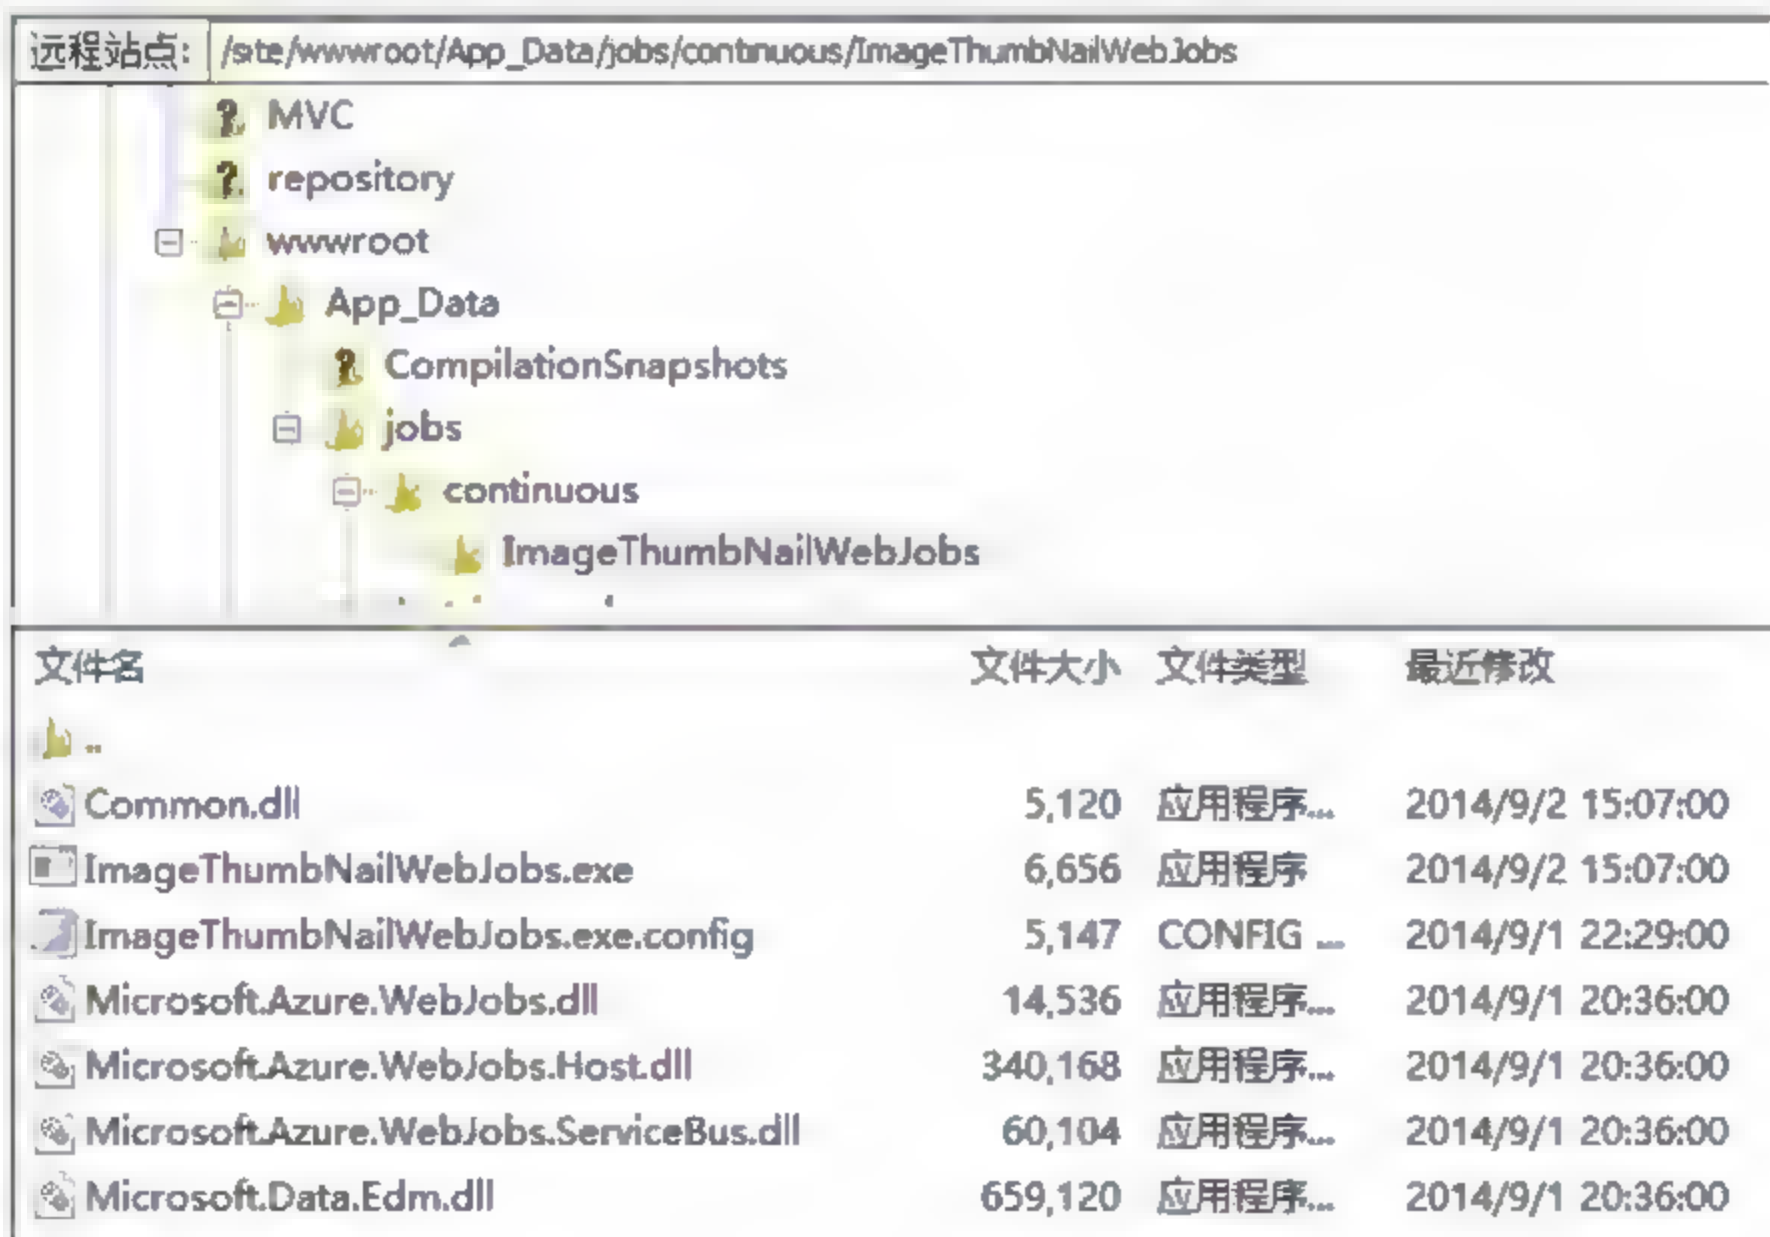 远程站点: /site/wwwroot/App_Data/jobs/continuous/ImageThumbNailWebJobs
MVC
repository
wwwroot
App_Data
CompilationSnapshots
jobs
continuous
ImageThumbNailWebJobs
文件名 文件大小 文件类型 最近修改
..
Common.dll 5,120 应用程序... 2014/9/2 15:07:00
ImageThumbNailWebJobs.exe 6,656 应用程序 2014/9/2 15:07:00
ImageThumbNailWebJobs.exe.config 5,147 CONFIG ... 2014/9/1 22:29:00
Microsoft.Azure.WebJobs.dll 14,536 应用程序... 2014/9/1 20:36:00
Microsoft.Azure.WebJobs.Host.dll 340,168 应用程序... 2014/9/1 20:36:00
Microsoft.Azure.WebJobs.ServiceBus.dll 60,104 应用程序... 2014/9/1 20:36:00
Microsoft.Data.Edm.dll 659,120 应用程序... 2014/9/1 20:36:00